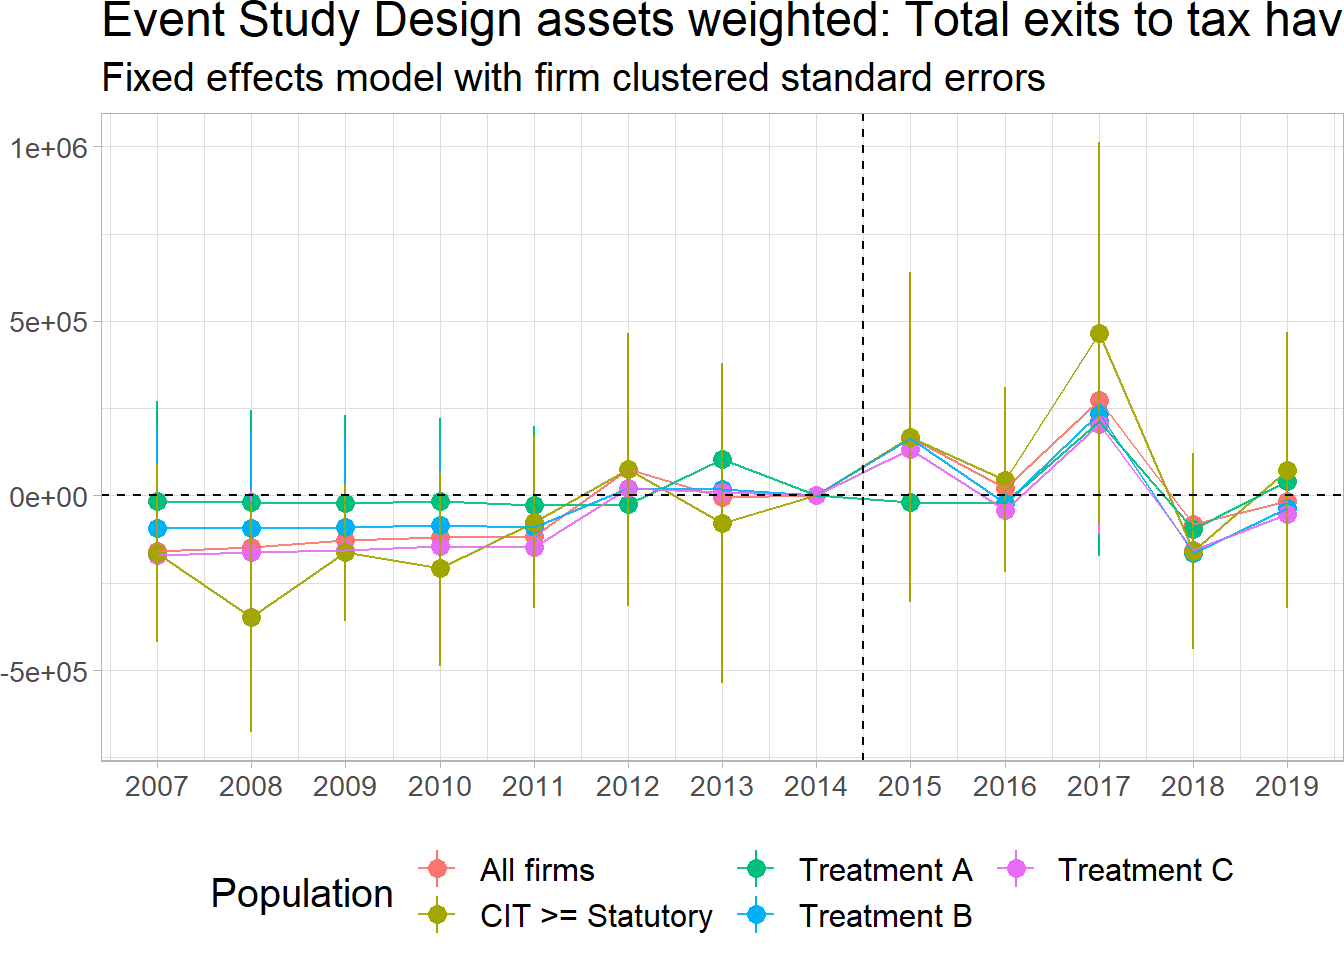 Event Study Design assets weighted: Total exits to tax hav
Fixed effects model with firm clustered standard errors
1e+06
5e+05
0e+00
-5e+05
2007 2008 2009 2010 2011 2012 2013 2014 2015 2016 2017 2018 2019
Population
All firms Treatment A Treatment C
CIT >= Statutory Treatment B